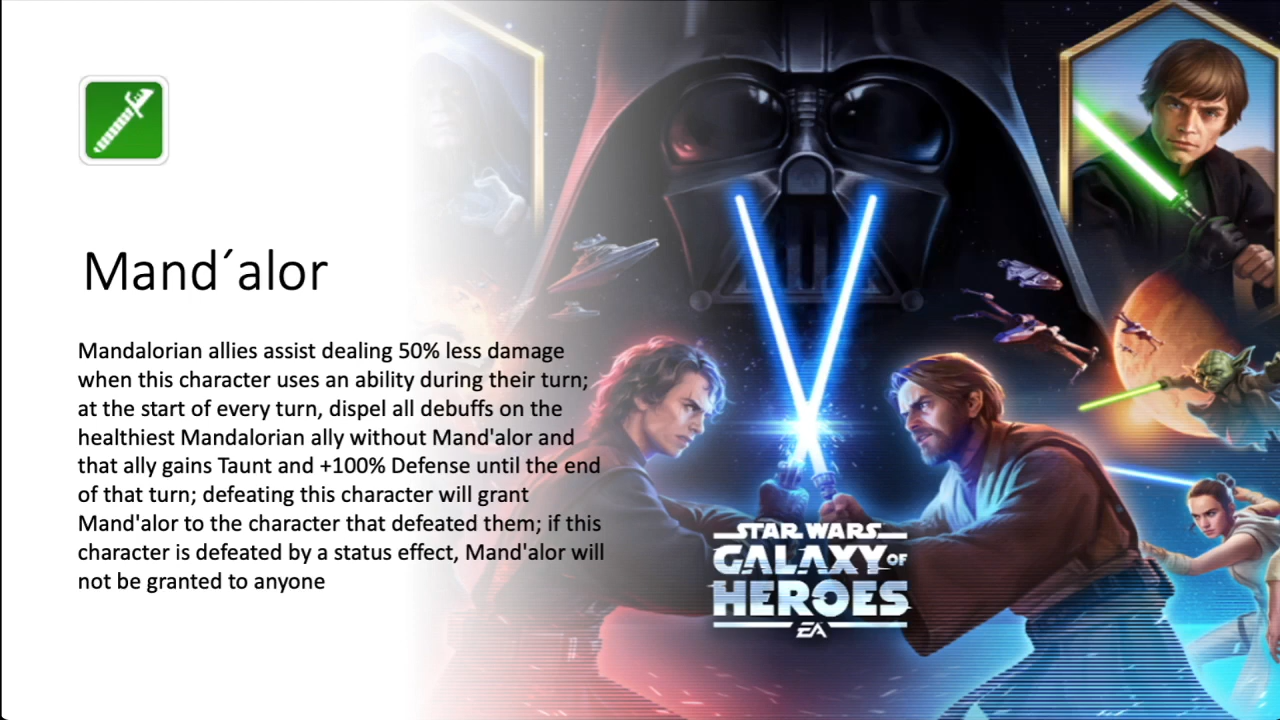 Mand´alor
Mandalorian allies assist dealing 50% less damage
when this character uses an ability during their turn;
at the start of every turn, dispel all debuffs on the
healthiest Mandalorian ally without Mand'alor and
that ally gains Taunt and +100% Defense until the end
of that turn; defeating this character will grant
Mand'alor to the character that defeated them; if this
character is defeated by a status effect, Mand'alor will
not be granted to anyone
STAR WARS
GALAXY OF
HEROES
EA